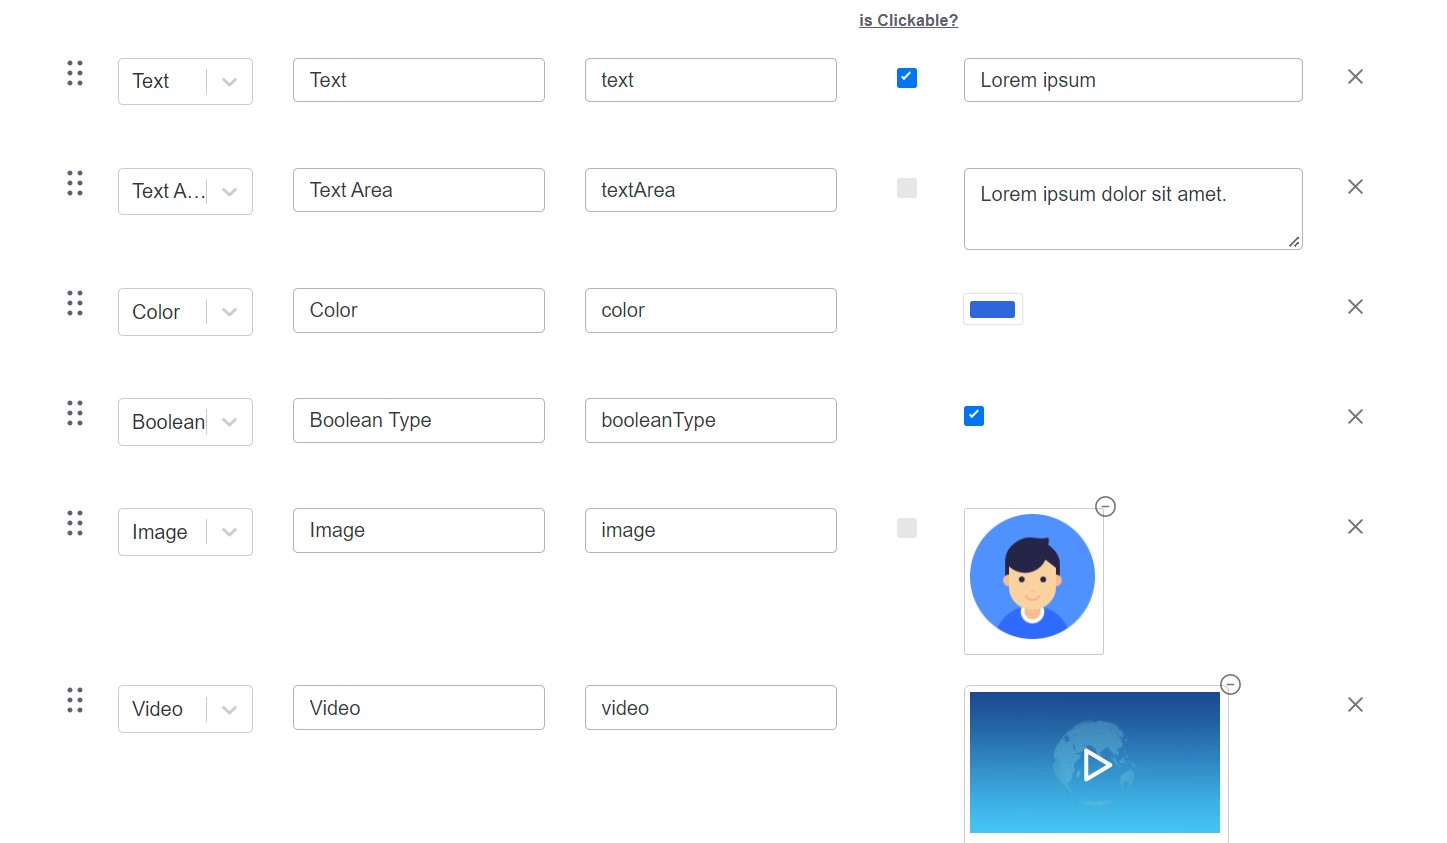 is Clickable?
Text Text text Lorem ipsum
Text A... Text Area textArea Lorem ipsum dolor sit amet.
Color Color color
Boolean Boolean Type booleanType
Image Image image
Video Video video